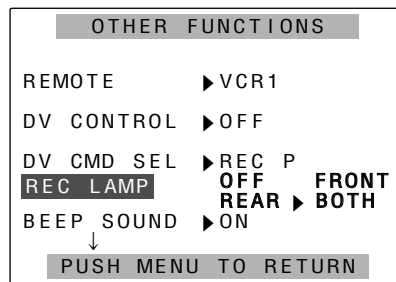 OTHER FUNCTIONS
REMOTE ▶VCR1
DV CONTROL ▶OFF
DV CMD SEL ▶REC P
REC LAMP OFF FRONT
REAR ▶ BOTH
BEEP SOUND ▶ON
↓
PUSH MENU TO RETURN